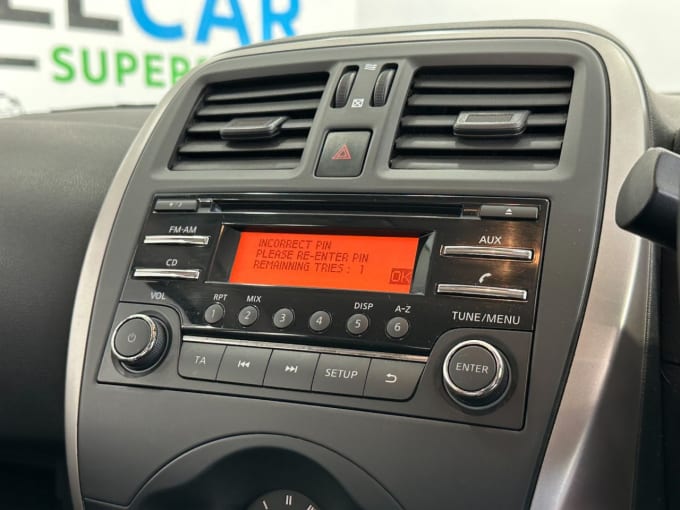 CAR
SUPER
FM·AM
CD
INCORRECT PIN
PLEASE RE-ENTER PIN
REMAINING TRIES : 1
OK
AUX
VOL
RPT
MIX
DISP
A-Z
1
2
3
4
5
6
TUNE/MENU
TA
SETUP
ENTER